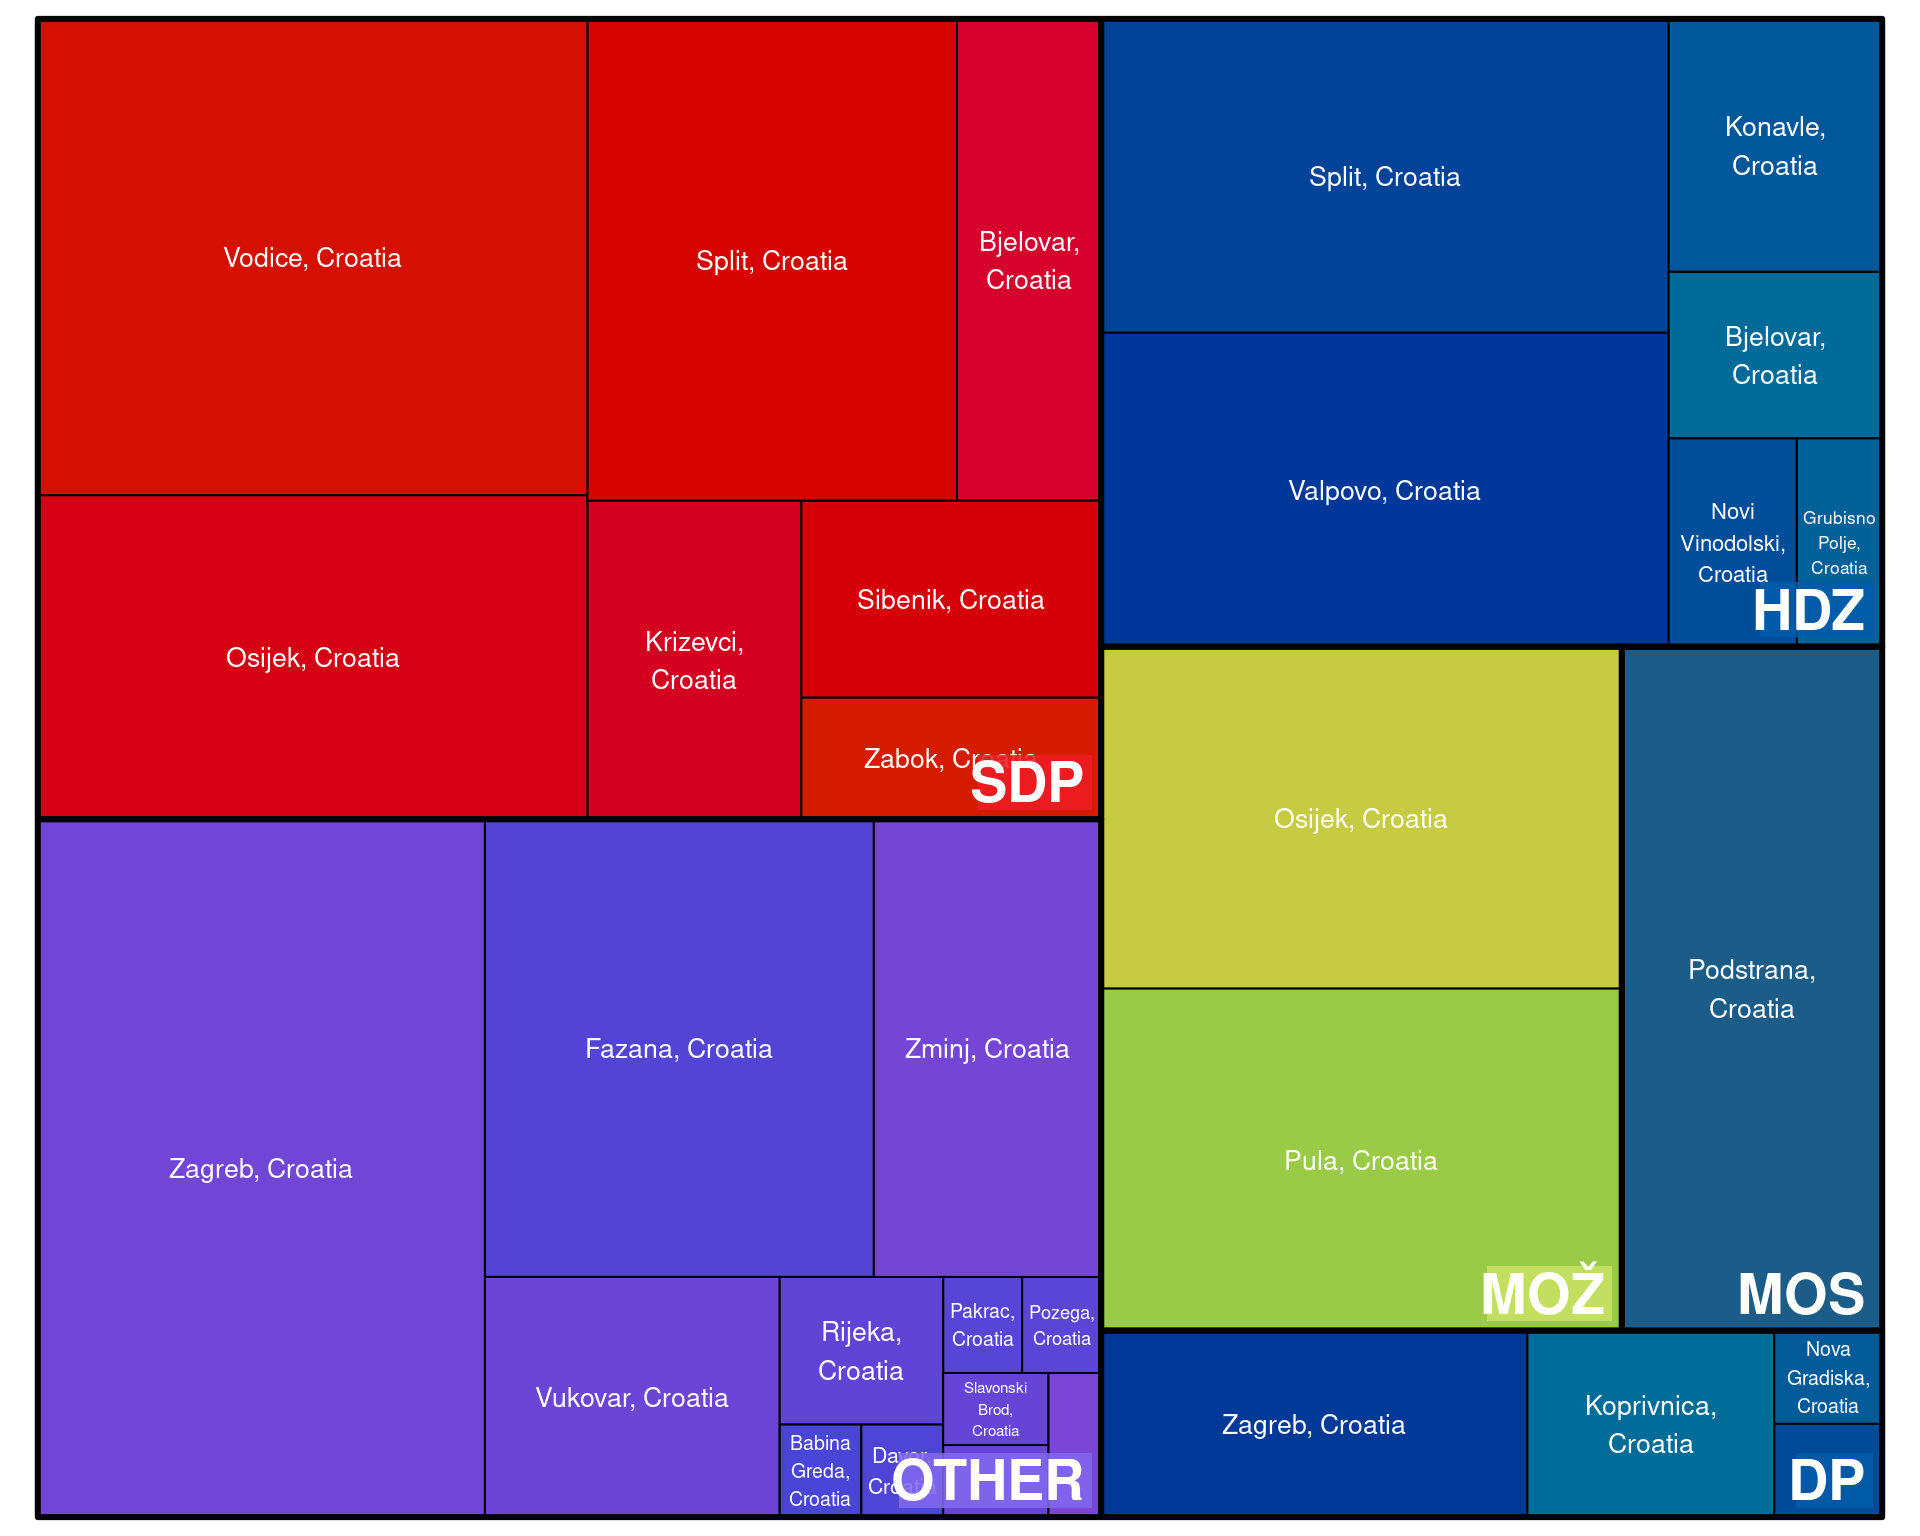 Vodice, Croatia
Split, Croatia
Bjelovar,
Croatia
Osijek, Croatia
Krizevci,
Croatia
Sibenik, Croatia
Zabok, Croatia
SDP
Split, Croatia
Konavle,
Croatia
Bjelovar,
Croatia
Valpovo, Croatia
Novi
Vinodolski,
Croatia
Grubisno
Polje,
Croatia
HDZ
Zagreb, Croatia
Fazana, Croatia
Zminj, Croatia
Vukovar, Croatia
Rijeka,
Croatia
Pakrac,
Croatia
Pozega,
Croatia
Slavonski
Brod,
Croatia
Babina
Greda,
Croatia
Davor,
Croatia
OTHER
Osijek, Croatia
Pula, Croatia
MOŽ
Podstrana,
Croatia
MOS
Zagreb, Croatia
Koprivnica,
Croatia
Nova
Gradiska,
Croatia
DP